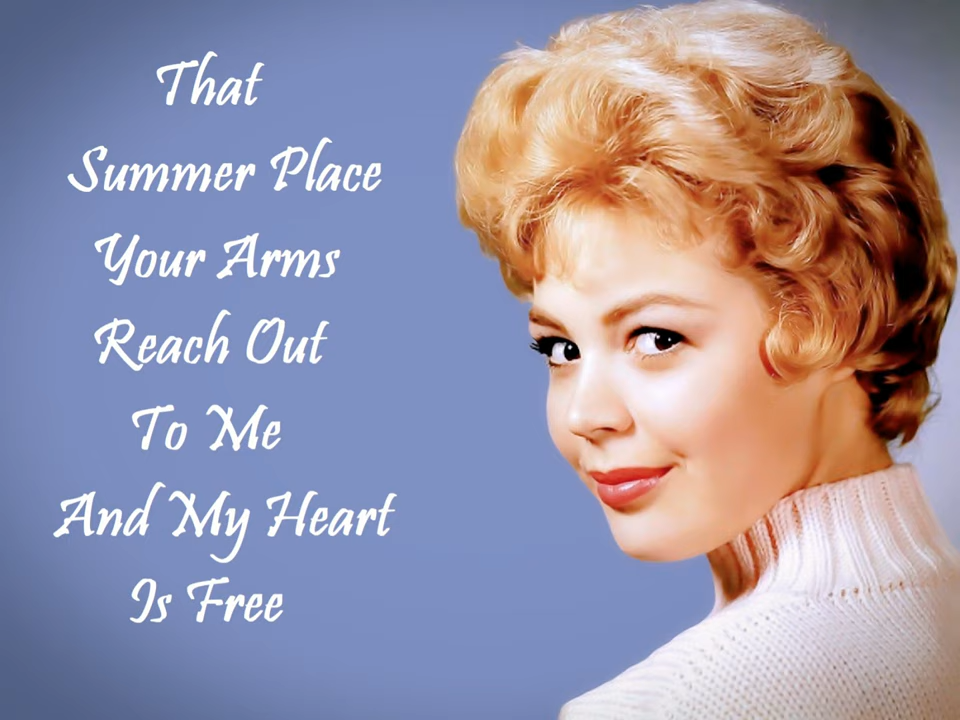 That
Summer Place
Your Arms
Reach Out
To Me
And My Heart
Is Free